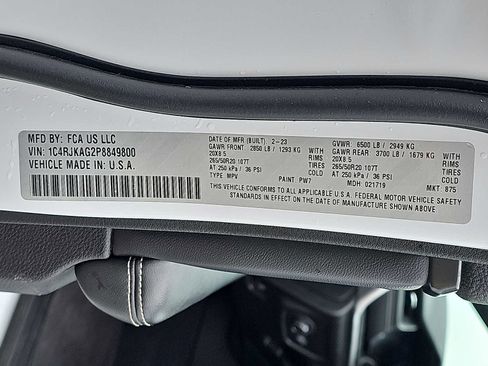 MFD BY: FCA US LLC
VIN: 1C4RJKAG2P8849800
VEHICLE MADE IN: U.S.A.
DATE OF MFR (BUILT): 2-23 GVWR: 6500 LB / 2949 KG
GAWR FRONT: 2850 LB / 1293 KG WITH GAWR REAR 3700 LB / 1679 KG WITH
20X8.5 RIMS 20X8.5 RIMS
265/50R20 107T TIRES 265/50R20 107T TIRES
AT 250 kPa/ 36 PSI COLD AT 250 kPa / 36 PSI COLD
TYPE: MPV PAINT: PW7 MDH: 021719 MKT: 875
THIS VEHICLE CONFORMS TO ALL APPLICABLE U.S.A. FEDERAL MOTOR VEHICLE SAFETY
STANDARDS IN EFFECT ON THE DATE OF MANUFACTURE SHOWN ABOVE